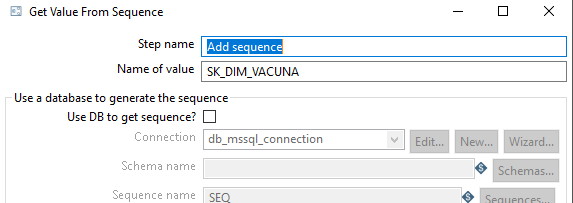 Get Value From Sequence
Step name Add sequence
Name of value SK_DIM_VACUNA
Use a database to generate the sequence
Use DB to get sequence?
Connection db_mssql_connection Edit... New... Wizard...
Schema name Schemas...
Sequence name SEQ Sequences...